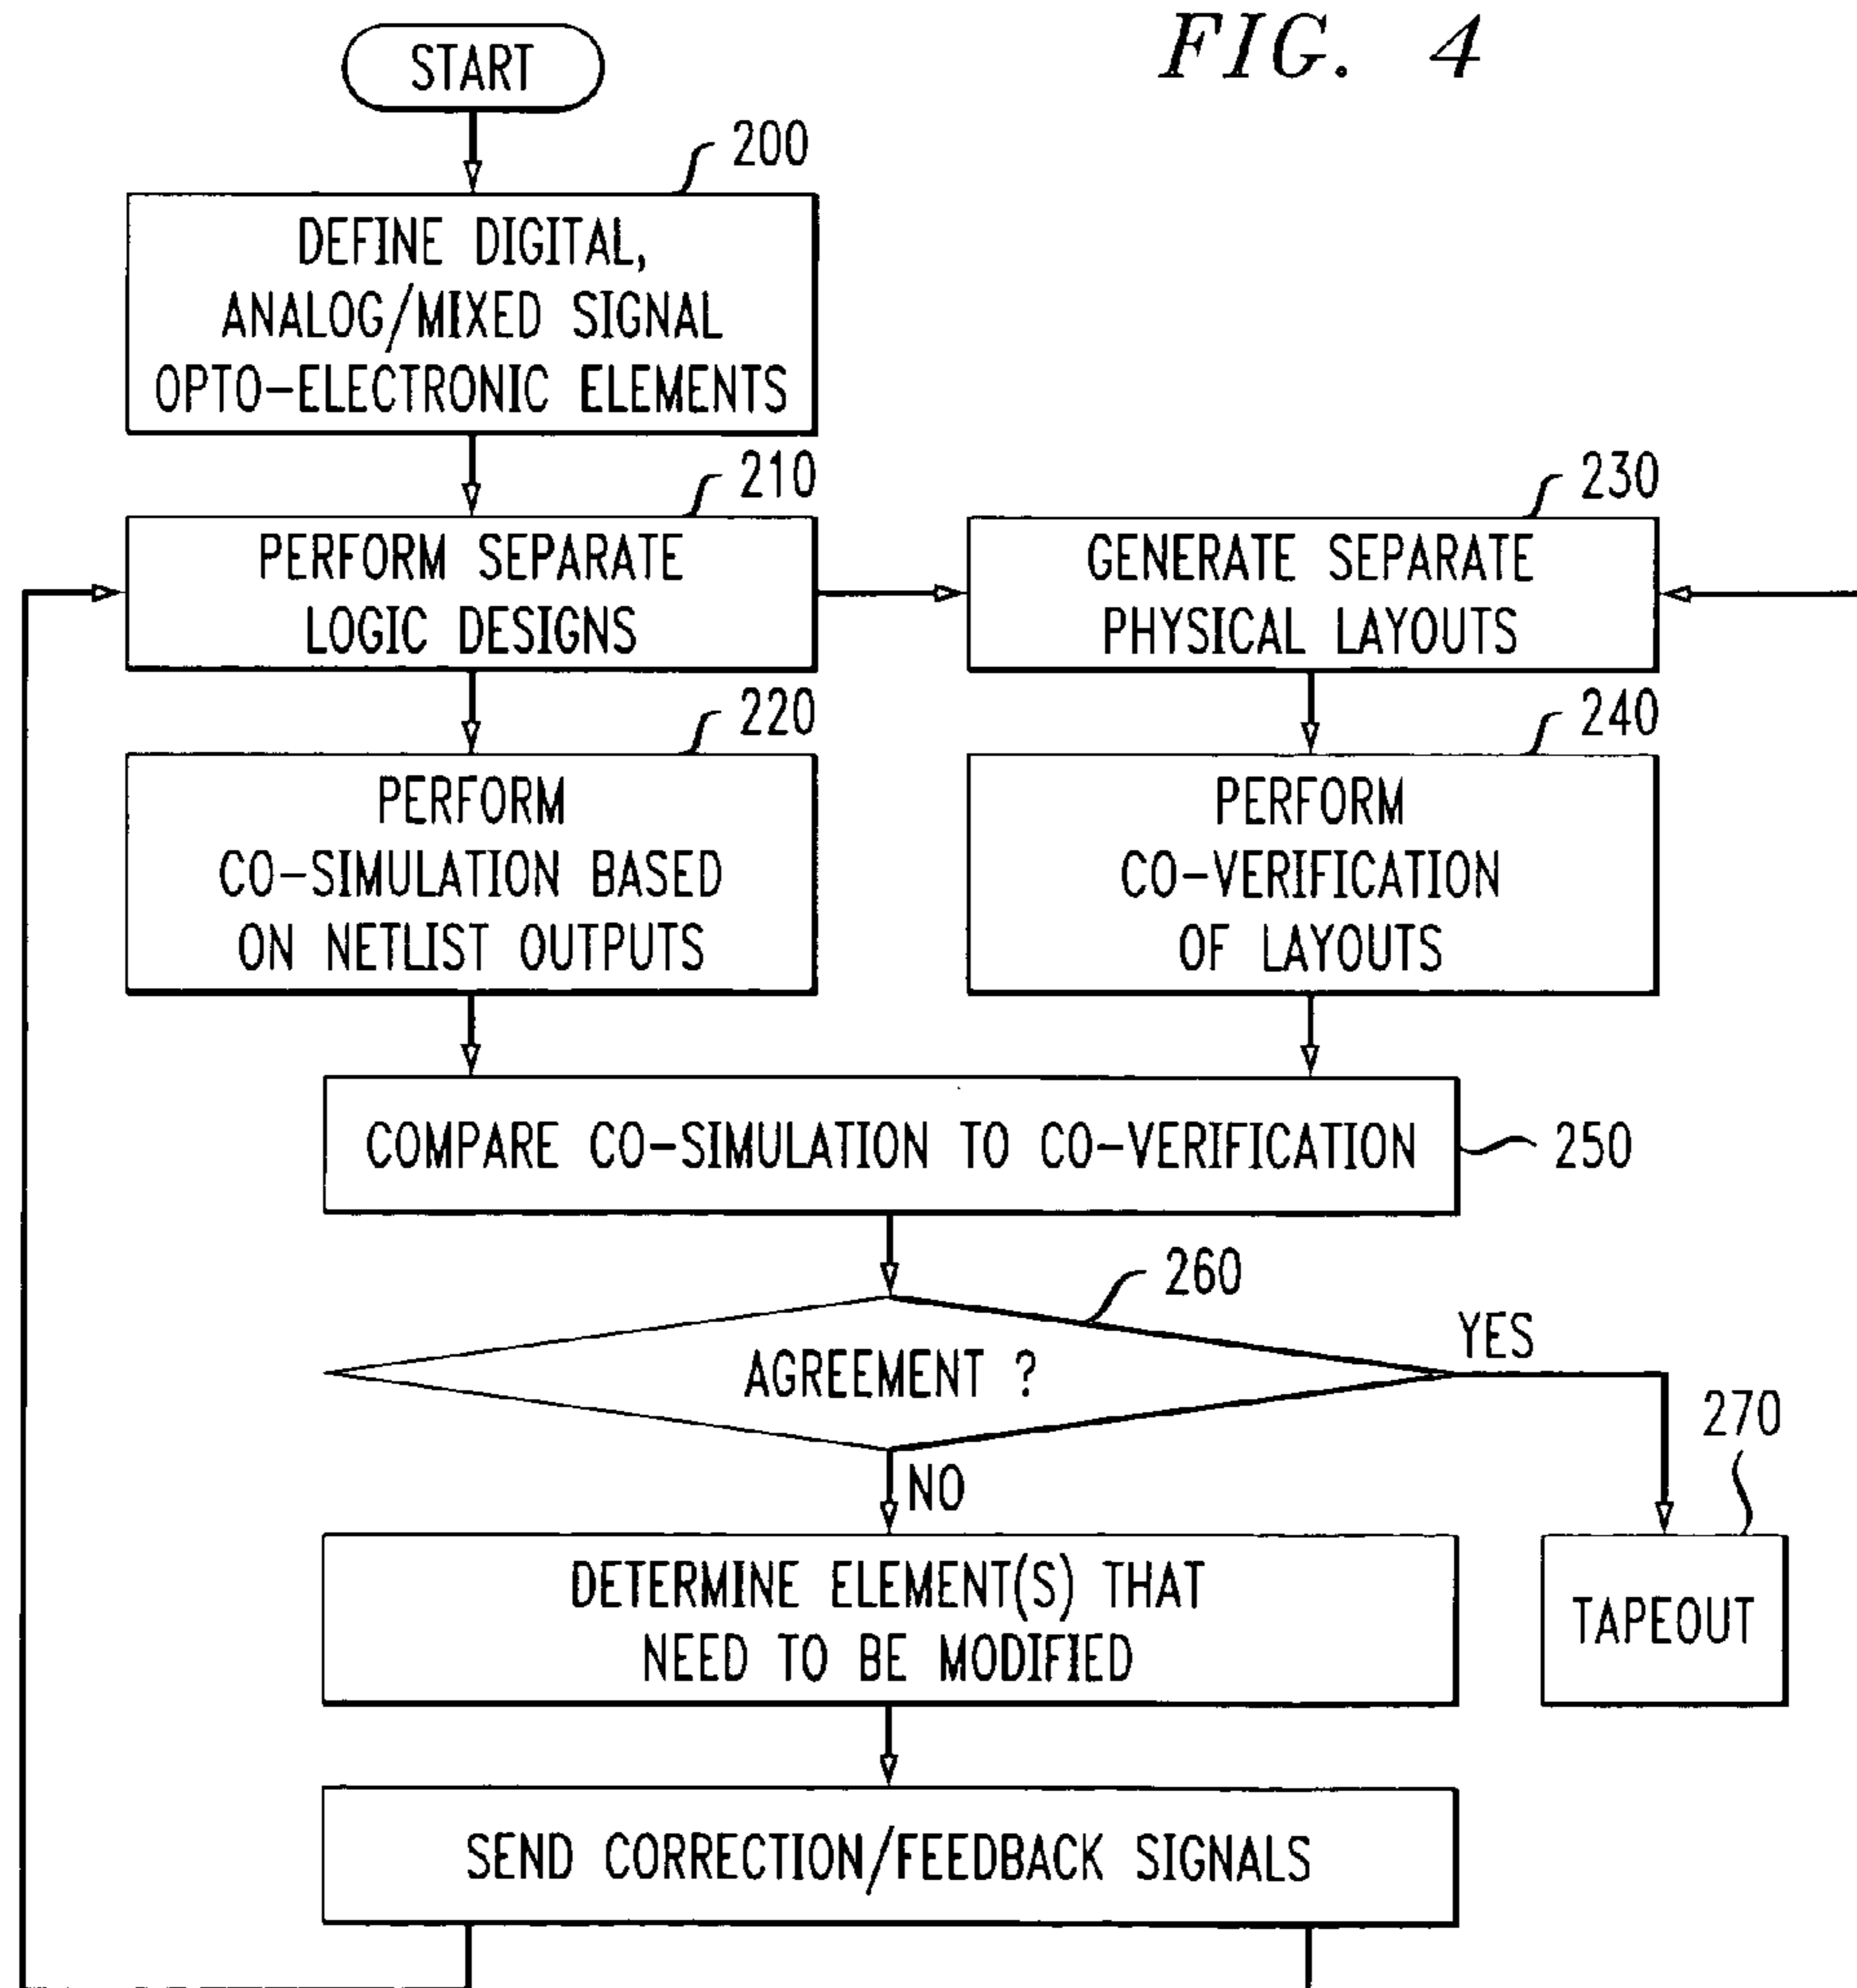 FIG. 4
START
200
DEFINE DIGITAL,
ANALOG/MIXED SIGNAL
OPTO-ELECTRONIC ELEMENTS
210
PERFORM SEPARATE
LOGIC DESIGNS
230
GENERATE SEPARATE
PHYSICAL LAYOUTS
220
PERFORM
CO-SIMULATION BASED
ON NETLIST OUTPUTS
240
PERFORM
CO-VERIFICATION
OF LAYOUTS
COMPARE CO-SIMULATION TO CO-VERIFICATION
250
260
AGREEMENT ?
YES
NO
270
TAPEOUT
DETERMINE ELEMENT(S) THAT
NEED TO BE MODIFIED
SEND CORRECTION/FEEDBACK SIGNALS